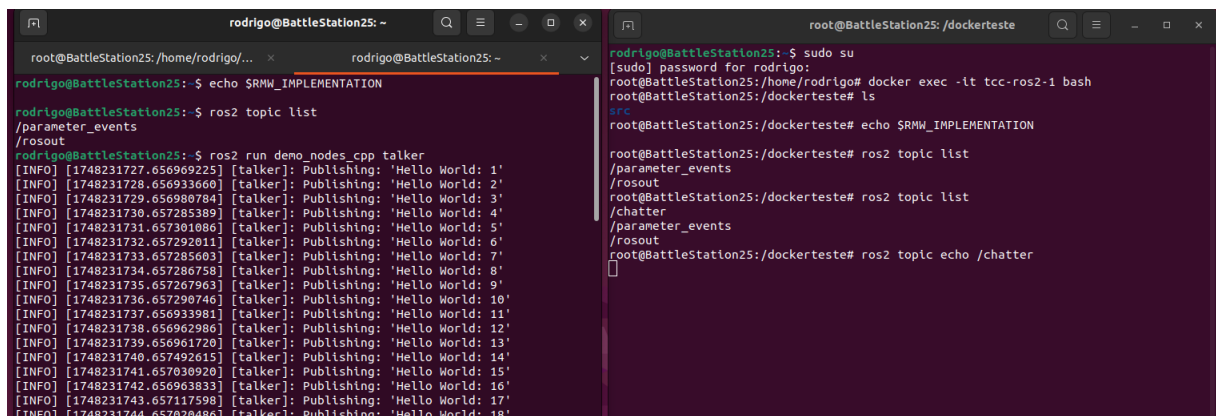 rodrigo@BattleStation25: ~
root@BattleStation25: /home/rodrigo/... ×
rodrigo@BattleStation25: ~ ×
rodrigo@BattleStation25:~$ echo $RMW_IMPLEMENTATION
rodrigo@BattleStation25:~$ ros2 topic list
/parameter_events
/rosout
rodrigo@BattleStation25:~$ ros2 run demo_nodes_cpp talker
[INFO] [1748231727.656969225] [talker]: Publishing: 'Hello World: 1'
[INFO] [1748231728.656933660] [talker]: Publishing: 'Hello World: 2'
[INFO] [1748231729.656980784] [talker]: Publishing: 'Hello World: 3'
[INFO] [1748231730.657285389] [talker]: Publishing: 'Hello World: 4'
[INFO] [1748231731.657301086] [talker]: Publishing: 'Hello World: 5'
[INFO] [1748231732.657292011] [talker]: Publishing: 'Hello World: 6'
[INFO] [1748231733.657285603] [talker]: Publishing: 'Hello World: 7'
[INFO] [1748231734.657286758] [talker]: Publishing: 'Hello World: 8'
[INFO] [1748231735.657267963] [talker]: Publishing: 'Hello World: 9'
[INFO] [1748231736.657290746] [talker]: Publishing: 'Hello World: 10'
[INFO] [1748231737.656933981] [talker]: Publishing: 'Hello World: 11'
[INFO] [1748231738.656962986] [talker]: Publishing: 'Hello World: 12'
[INFO] [1748231739.656961720] [talker]: Publishing: 'Hello World: 13'
[INFO] [1748231740.657492615] [talker]: Publishing: 'Hello World: 14'
[INFO] [1748231741.657030920] [talker]: Publishing: 'Hello World: 15'
[INFO] [1748231742.656963833] [talker]: Publishing: 'Hello World: 16'
[INFO] [1748231743.657117598] [talker]: Publishing: 'Hello World: 17'
[INFO] [1748231744.657020486] [talker]: Publishing: 'Hello World: 18'
root@BattleStation25: /dockerteste
rodrigo@BattleStation25:~$ sudo su
[sudo] password for rodrigo:
root@BattleStation25:/home/rodrigo# docker exec -it tcc-ros2-1 bash
root@BattleStation25:/dockerteste# ls
src
root@BattleStation25:/dockerteste# echo $RMW_IMPLEMENTATION
root@BattleStation25:/dockerteste# ros2 topic list
/parameter_events
/rosout
root@BattleStation25:/dockerteste# ros2 topic list
/chatter
/parameter_events
/rosout
root@BattleStation25:/dockerteste# ros2 topic echo /chatter